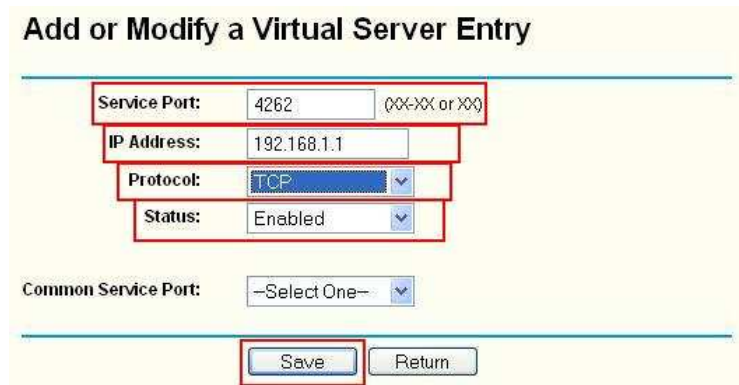 Add or Modify a Virtual Server Entry
Service Port: 4262 (XX-XX or XX)
IP Address: 192.168.1.1
Protocol: TCP
Status: Enabled
Common Service Port: --Select One--
Save Return